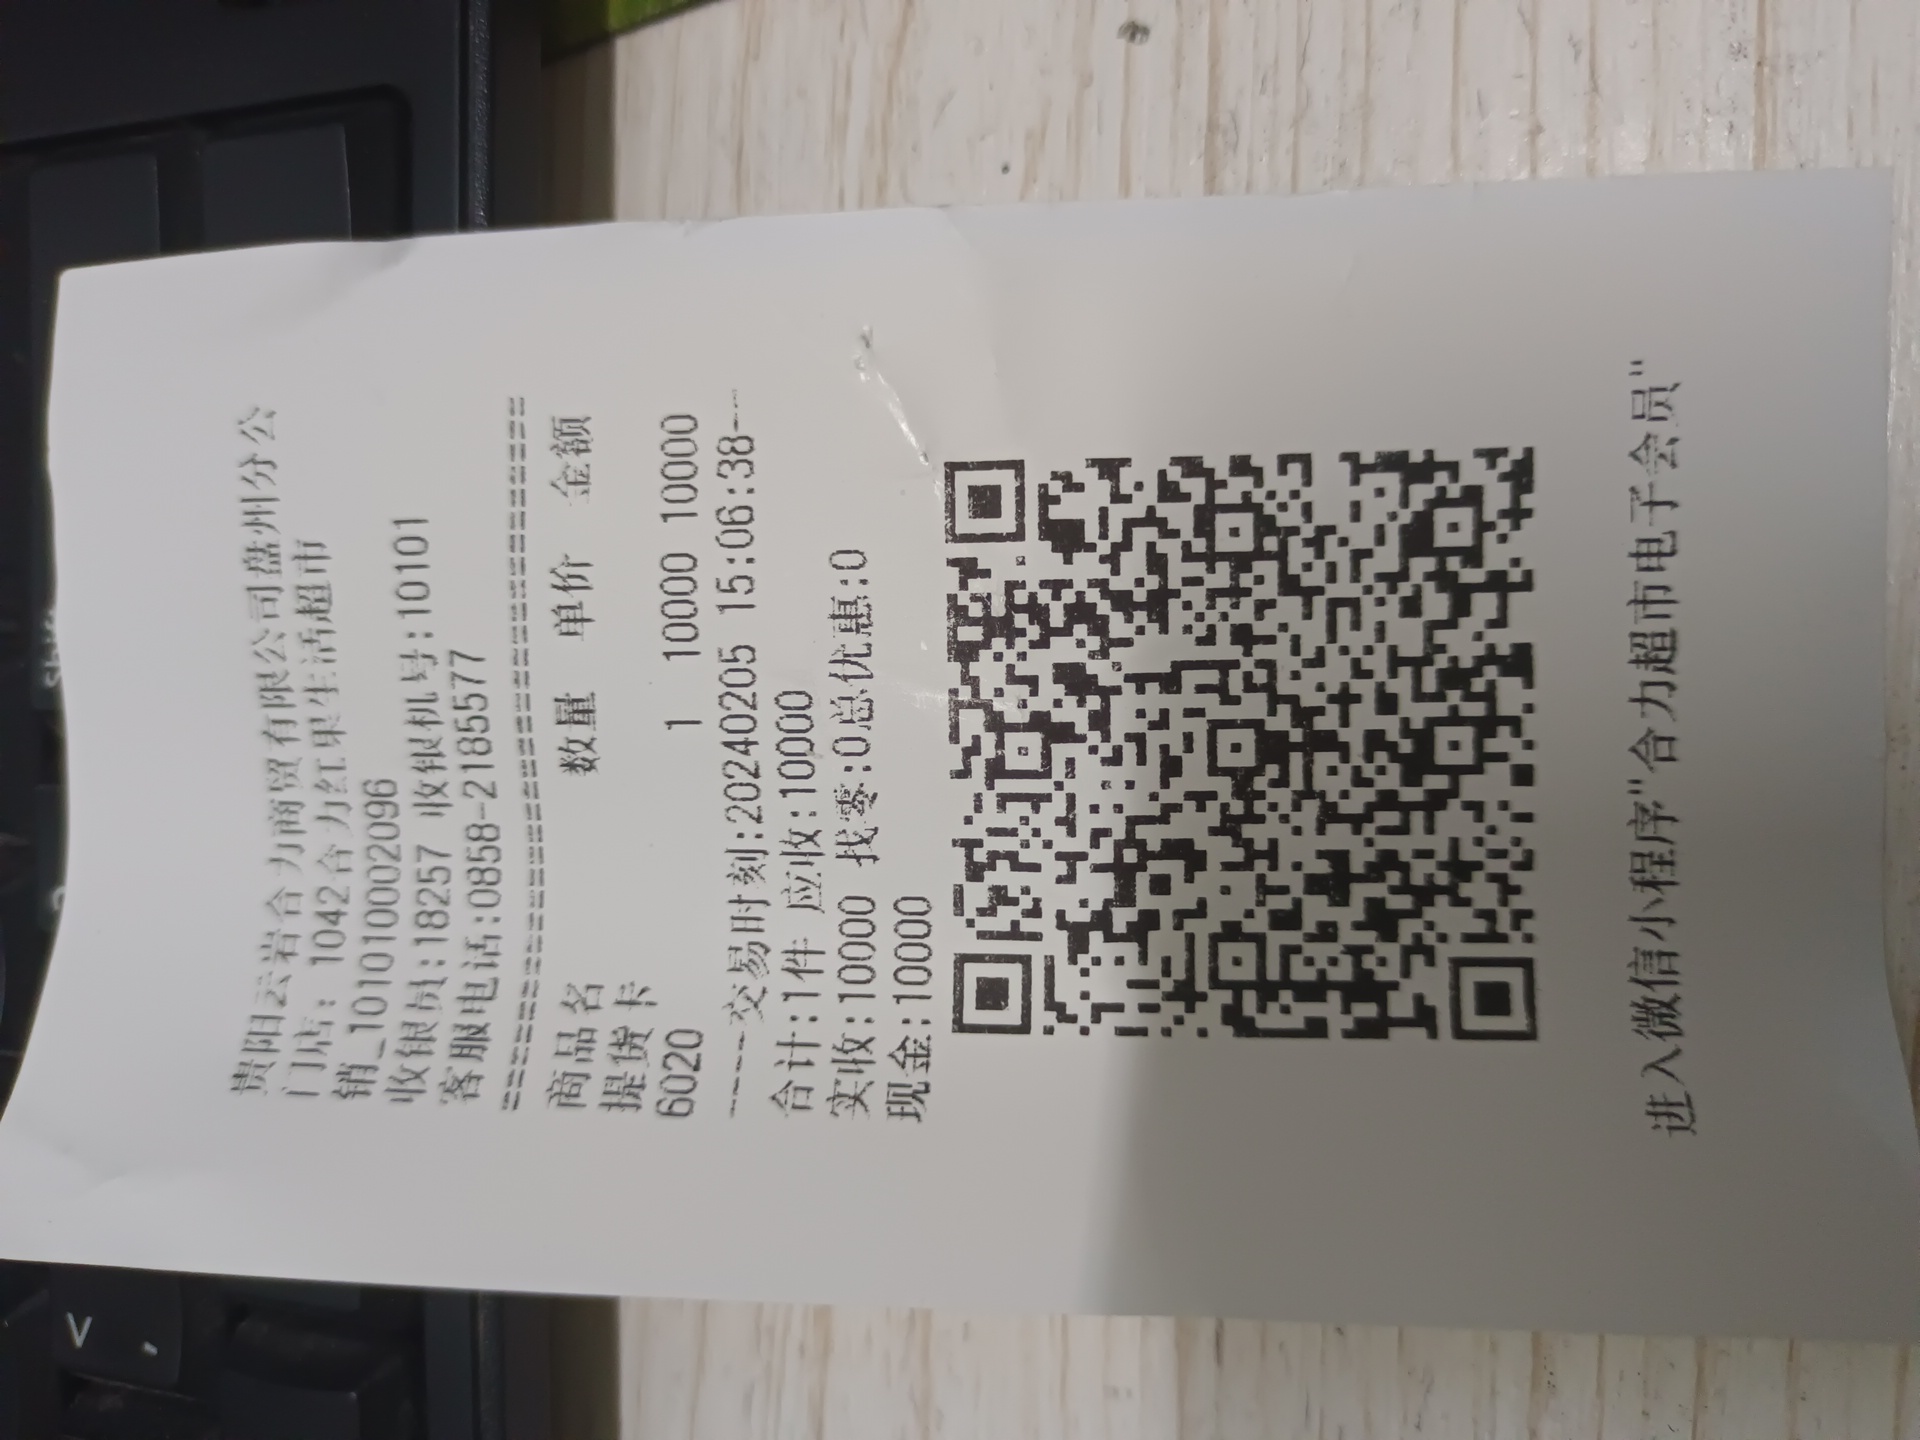 贵阳云岩合力商贸有限公司盘州分公
门店: 1042合力红果生活超市
销_101010002096
收银员:18257 收银机号:10101
客服电话:0858-2185577
商品名 数量 单价 金额
提货卡
6020 1 10000 10000
----交易时刻:20240205 15:06:38---
合计:1件 应收:10000
实收:10000 找零:0总优惠:0
现金:10000
进入微信小程序"合力超市电子会员"
V
,